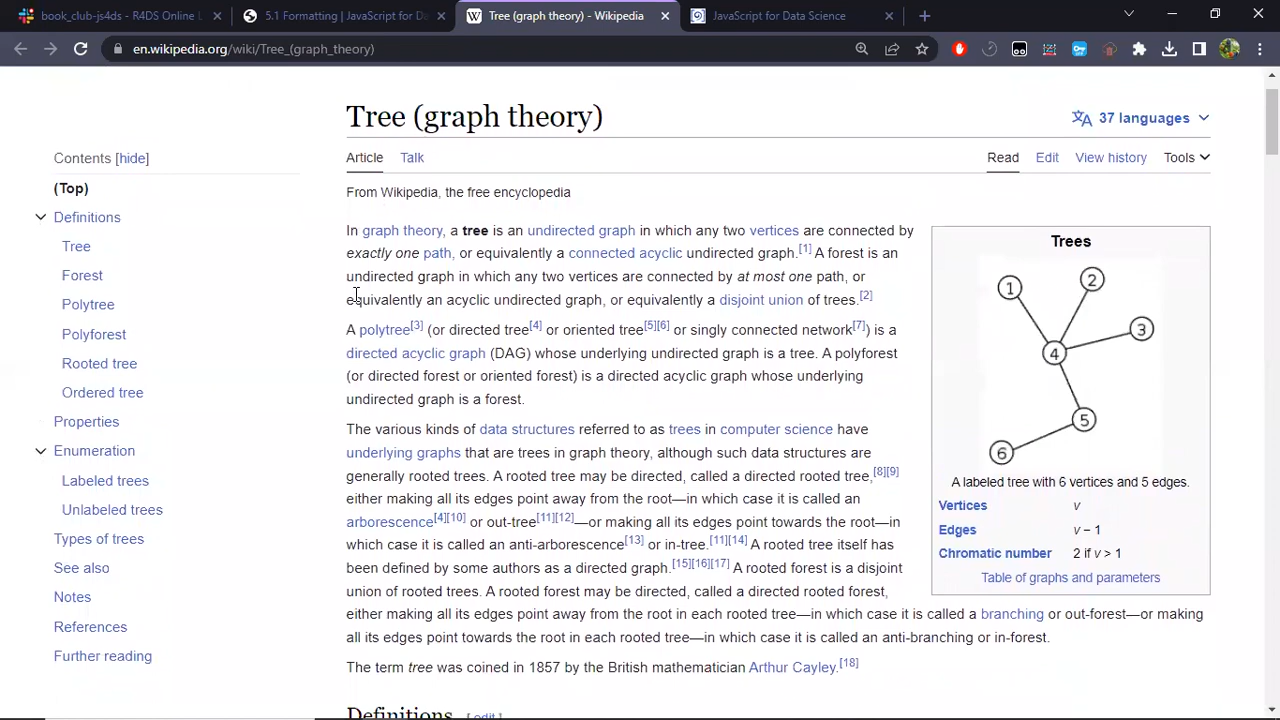 book_club-js4ds - R4DS Online L
5.1 Formatting | JavaScript for Da
Tree (graph theory) - Wikipedia
JavaScript for Data Science
en.wikipedia.org/wiki/Tree_(graph_theory)
Tree (graph theory)
37 languages
Contents [hide]
Article Talk
Read Edit View history Tools
(Top)
Definitions
Tree
Forest
Polytree
Polyforest
Rooted tree
Ordered tree
Properties
Enumeration
Labeled trees
Unlabeled trees
Types of trees
See also
Notes
References
Further reading
From Wikipedia, the free encyclopedia
In graph theory, a tree is an undirected graph in which any two vertices are connected by
exactly one path, or equivalently a connected acyclic undirected graph.[1] A forest is an
undirected graph in which any two vertices are connected by at most one path, or
equivalently an acyclic undirected graph, or equivalently a disjoint union of trees.[2]
A polytree[3] (or directed tree[4] or oriented tree[5][6] or singly connected network[7]) is a
directed acyclic graph (DAG) whose underlying undirected graph is a tree. A polyforest
(or directed forest or oriented forest) is a directed acyclic graph whose underlying
undirected graph is a forest.
The various kinds of data structures referred to as trees in computer science have
underlying graphs that are trees in graph theory, although such data structures are
generally rooted trees. A rooted tree may be directed, called a directed rooted tree,[8][9]
either making all its edges point away from the root—in which case it is called an
arborescence[4][10] or out-tree[11][12]—or making all its edges point towards the root—in
which case it is called an anti-arborescence[13] or in-tree.[11][14] A rooted tree itself has
been defined by some authors as a directed graph.[15][16][17] A rooted forest is a disjoint
union of rooted trees. A rooted forest may be directed, called a directed rooted forest,
either making all its edges point away from the root in each rooted tree—in which case it is called a branching or out-forest—or making
all its edges point towards the root in each rooted tree—in which case it is called an anti-branching or in-forest.
The term tree was coined in 1857 by the British mathematician Arthur Cayley.[18]
Definitions [edit]
Trees
1
2
3
4
5
6
A labeled tree with 6 vertices and 5 edges.
Vertices v
Edges v − 1
Chromatic number 2 if v > 1
Table of graphs and parameters